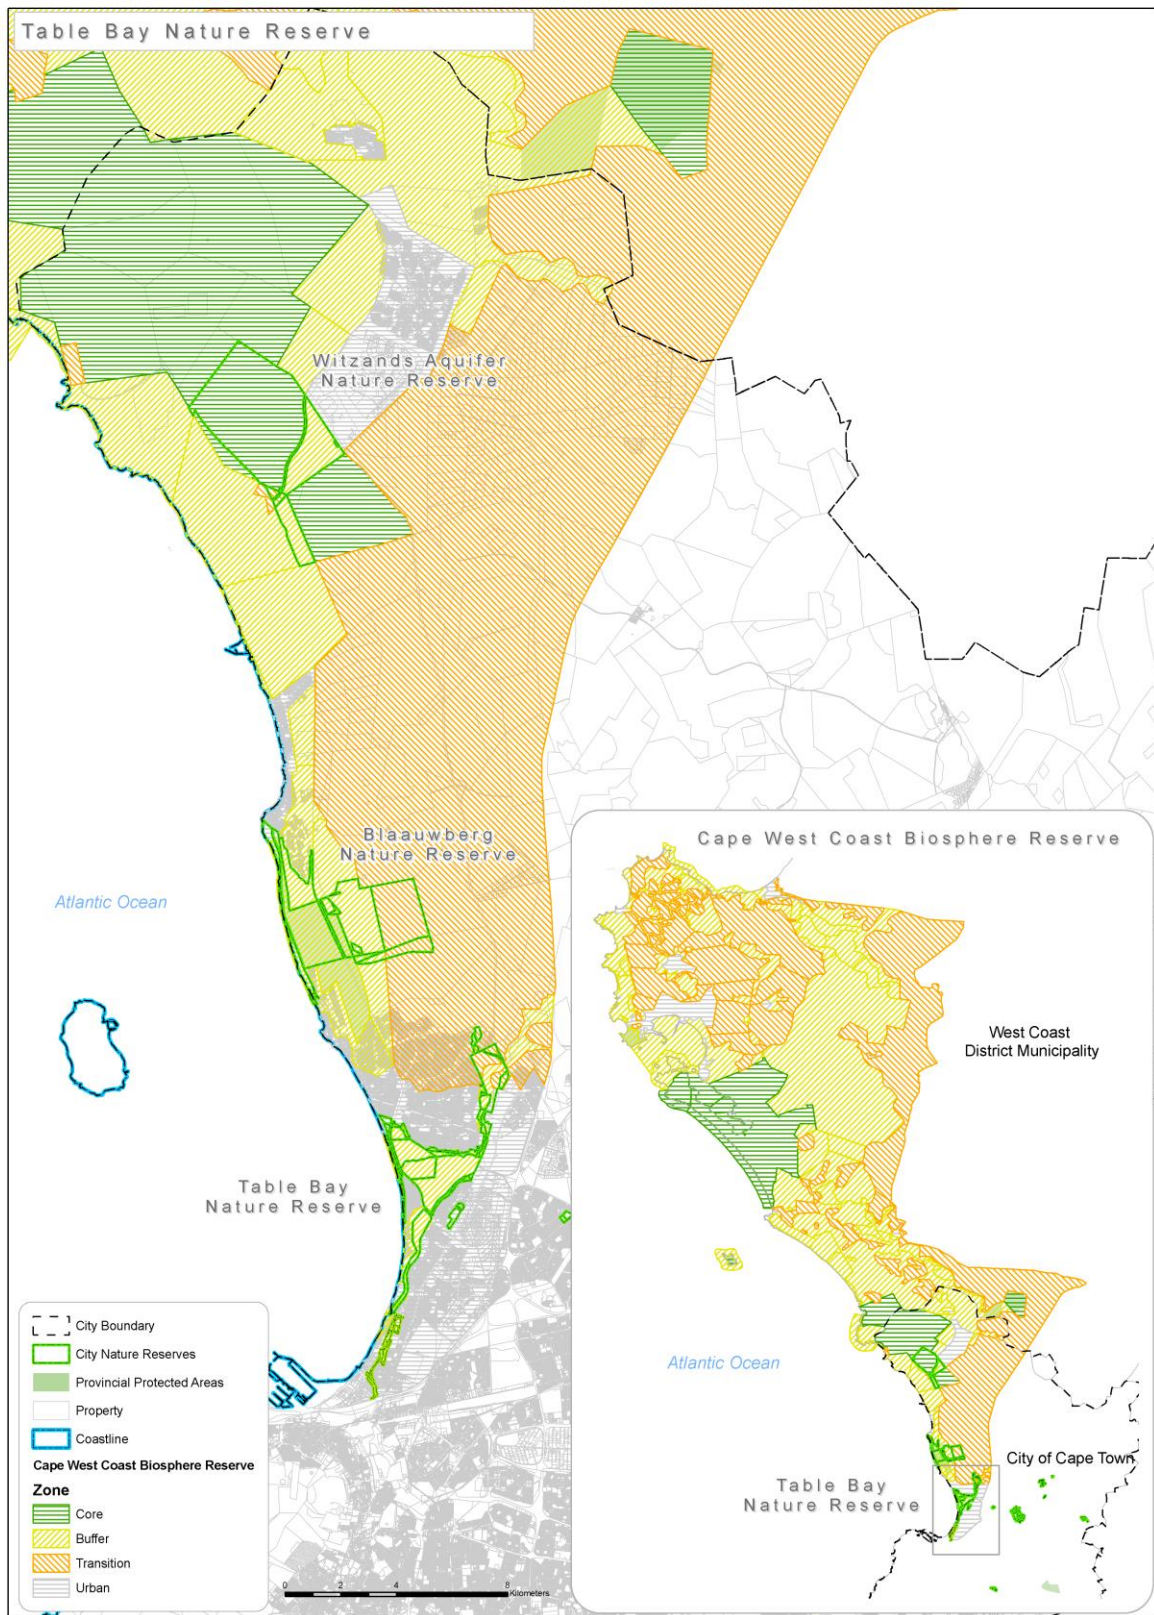 Table Bay Nature Reserve
Witzands Aquifer
Nature Reserve
Blaauwberg
Nature Reserve
Atlantic Ocean
Table Bay
Nature Reserve
City Boundary
City Nature Reserves
Provincial Protected Areas
Property
Coastline
Cape West Coast Biosphere Reserve
Zone
Core
Buffer
Transition
Urban
0 2 4 8
Kilometers
Cape West Coast Biosphere Reserve
West Coast
District Municipality
Atlantic Ocean
City of Cape Town
Table Bay
Nature Reserve